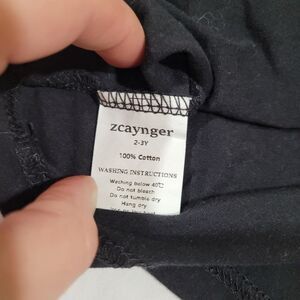 zcaynger
2-3Y
100% Cotton
WASHING INSTRUCTIONS
Washing below 40℃
Do not bleach
Do not tumble dry
Hang dry